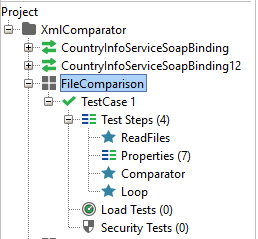 Project
XmlComparator
CountryInfoServiceSoapBinding
CountryInfoServiceSoapBinding12
FileComparison
TestCase 1
Test Steps (4)
ReadFiles
Properties (7)
Comparator
Loop
Load Tests (0)
Security Tests (0)